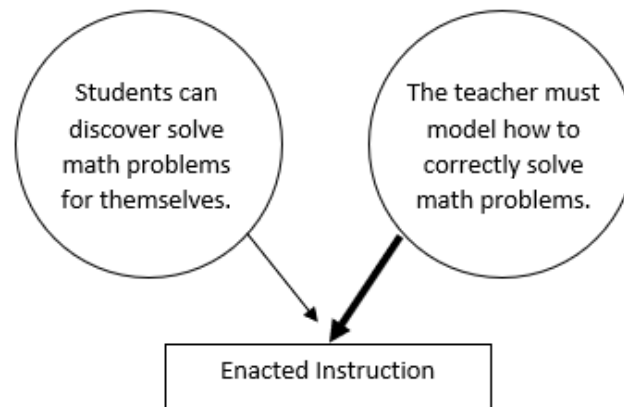 Students can
discover solve
math problems
for themselves.
The teacher must
model how to
correctly solve
math problems.
Enacted Instruction